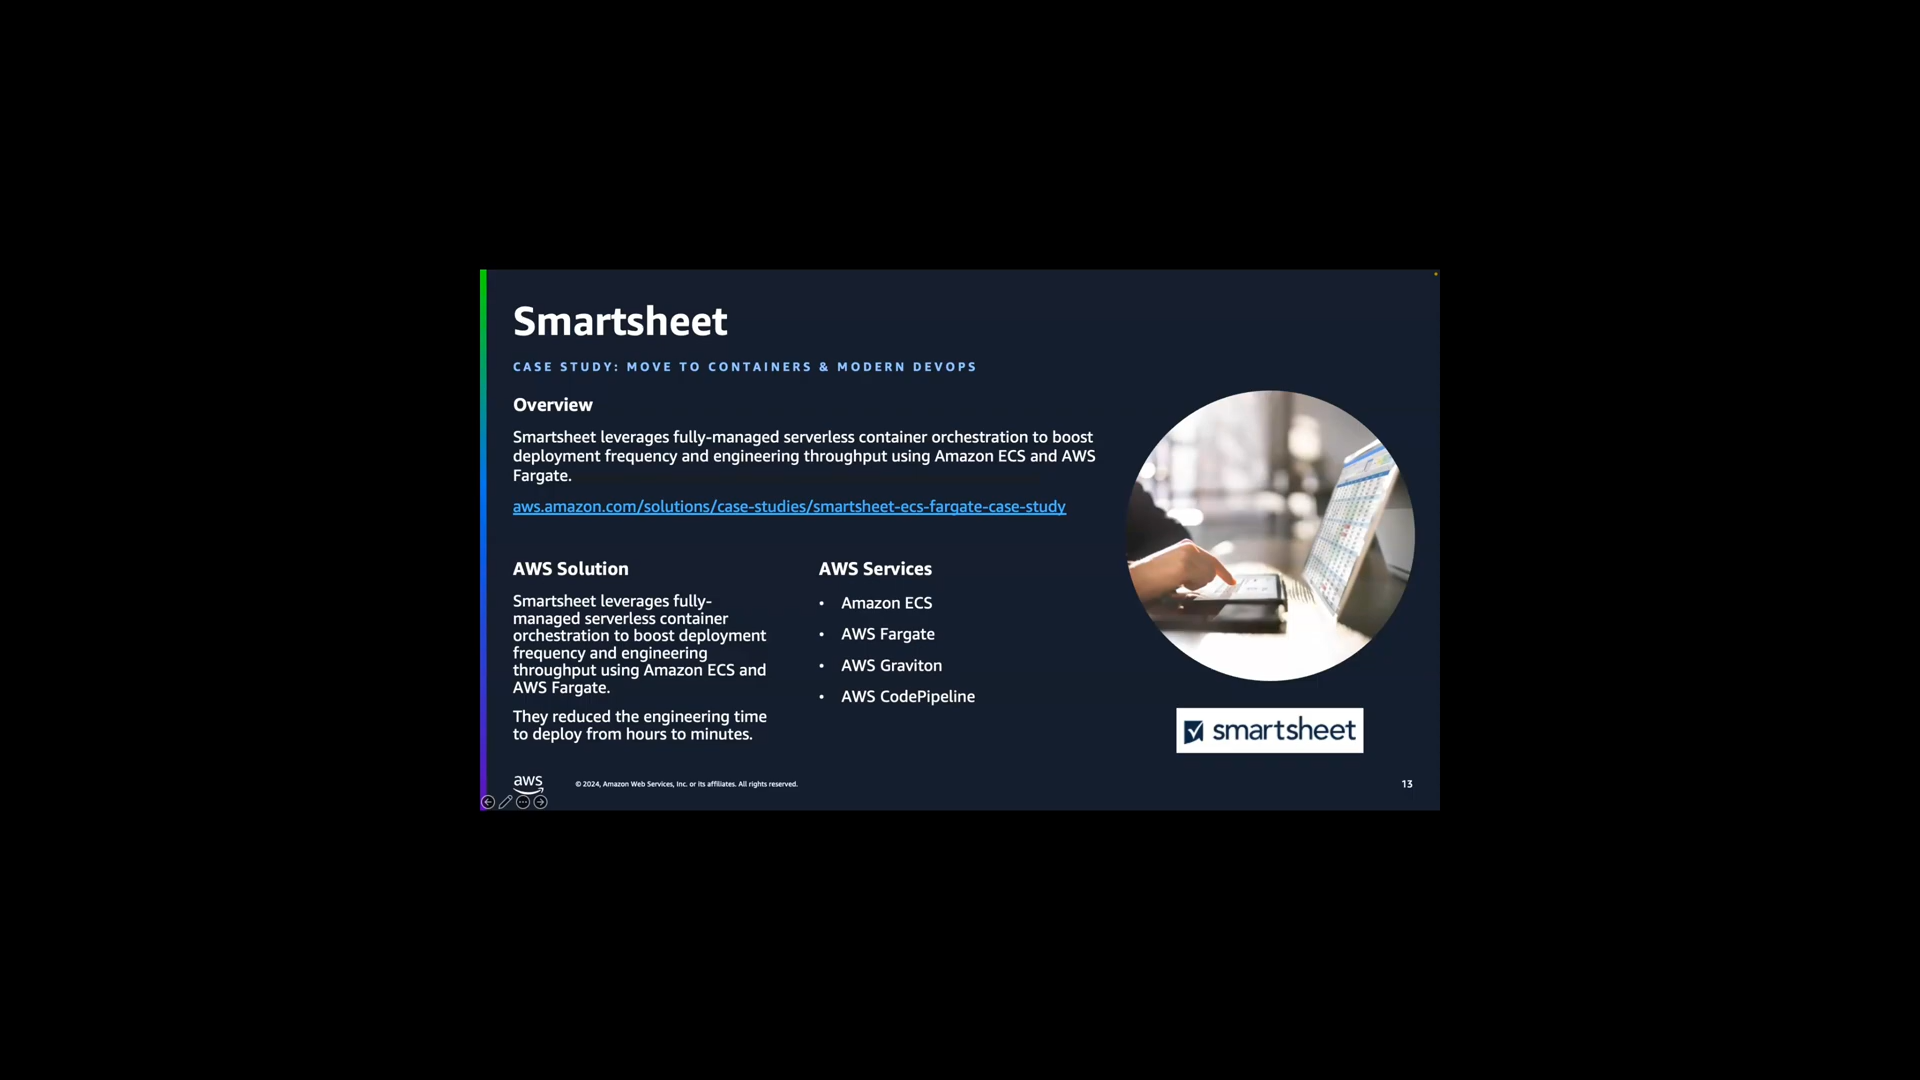 Smartsheet
CASE STUDY: MOVE TO CONTAINERS & MODERN DEVOPS
Overview
Smartsheet leverages fully-managed serverless container orchestration to boost
deployment frequency and engineering throughput using Amazon ECS and AWS
Fargate.
aws.amazon.com/solutions/case-studies/smartsheet-ecs-fargate-case-study
AWS Solution
Smartsheet leverages fully-
managed serverless container
orchestration to boost deployment
frequency and engineering
throughput using Amazon ECS and
AWS Fargate.
They reduced the engineering time
to deploy from hours to minutes.
AWS Services
• Amazon ECS
• AWS Fargate
• AWS Graviton
• AWS CodePipeline
smartsheet
aws
© 2024, Amazon Web Services, Inc. or its affiliates. All rights reserved.
13